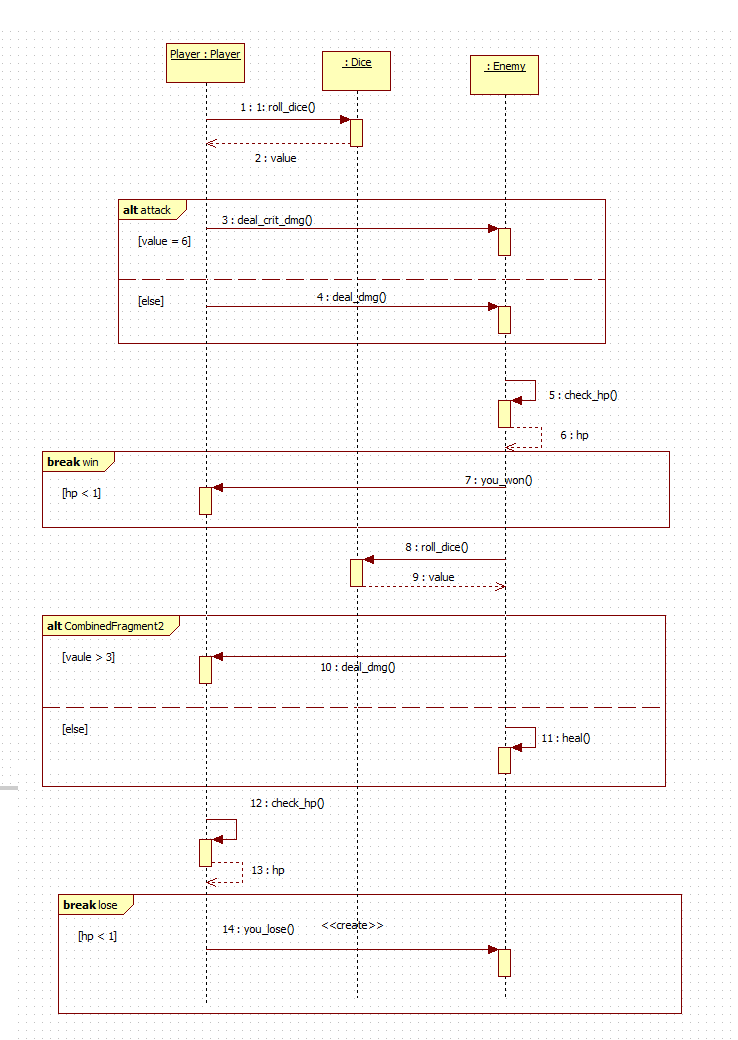 Player : Player
: Dice
: Enemy
1 : 1: roll_dice()
2 : value
alt attack
3 : deal_crit_dmg()
[value = 6]
4 : deal_dmg()
[else]
5 : check_hp()
6 : hp
break win
7 : you_won()
[hp < 1]
8 : roll_dice()
9 : value
alt CombinedFragment2
[vaule > 3]
10 : deal_dmg()
[else]
11 : heal()
12 : check_hp()
13 : hp
break lose
14 : you_lose()
<<create>>
[hp < 1]